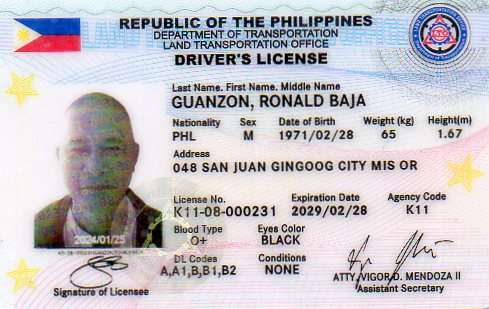 REPUBLIC OF THE PHILIPPINES
DEPARTMENT OF TRANSPORTATION
LAND TRANSPORTATION OFFICE
DRIVER'S LICENSE
Last Name. First Name. Middle Name
GUANZON, RONALD BAJA
Nationality Sex Date of Birth Weight (kg) Height(m)
PHL M 1971/02/28 65 1.67
Address
048 SAN JUAN GINGOOG CITY MIS OR
License No. Expiration Date Agency Code
K11-08-000231 2029/02/28 K11
Blood Type Eyes Color
O+ BLACK
DL Codes Conditions
A,A1,B,B1,B2 NONE
2024/01/25
Signature of Licensee
ATTY. VIGOR D. MENDOZA II
Assistant Secretary